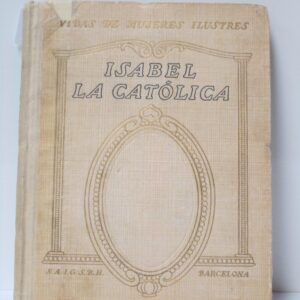 VIDAS DE MUJERES ILUSTRES
ISABEL
LA CATÓLICA
S.A.I.G.S.B.H. BARCELONA